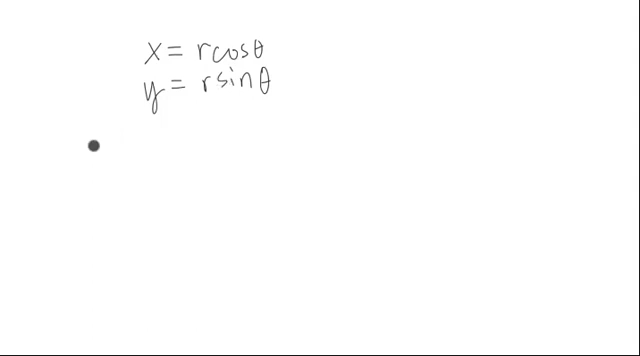 x = rcosθ
y = rsinθ